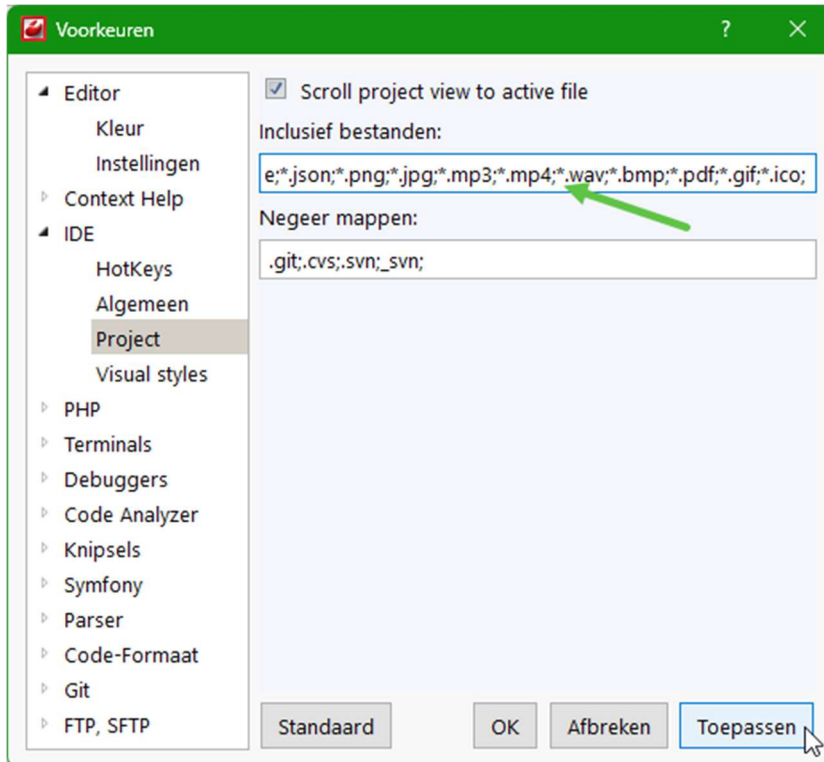 Voorkeuren
?
Editor
Kleur
Instellingen
Context Help
IDE
HotKeys
Algemeen
Project
Visual styles
PHP
Terminals
Debuggers
Code Analyzer
Knipsels
Symfony
Parser
Code-Formaat
Git
FTP, SFTP
Scroll project view to active file
Inclusief bestanden:
e;*.json;*.png;*.jpg;*.mp3;*.mp4;*.wav;*.bmp;*.pdf;*.gif;*.ico;
Negeer mappen:
.git;.cvs;.svn;_svn;
Standaard
OK
Afbreken
Toepassen